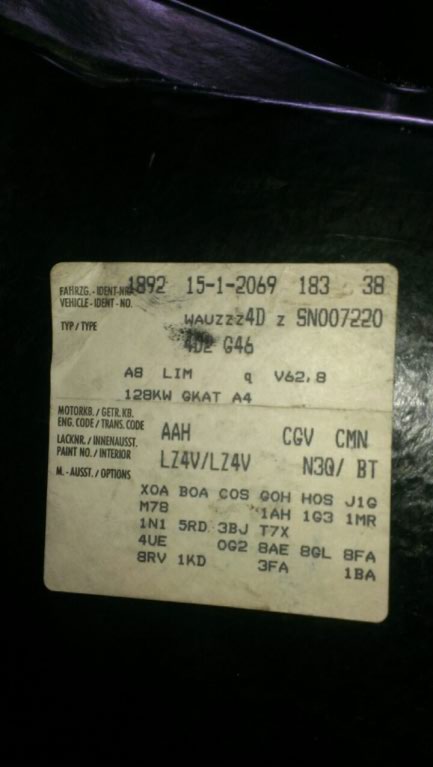 FAHRZG. - IDENT-NR. 1892 15-1-2069 183 38
VEHICLE - IDENT - NO. WAUZZZ4D Z SN007220
TYP / TYPE 4D2 G46
A8 LIM q V62,8
128KW GKAT A4
MOTORKB. / GETR. KB.
ENG. CODE / TRANS. CODE AAH CGV CMN
LACKNR. / INNENAUSST.
PAINT NO. / INTERIOR LZ4V/LZ4V N3Q/ BT
M. - AUSST. / OPTIONS
X0A B0A C0S G0H H0S J1G
M78 1AH 1G3 1MR
1N1 5RD 3BJ T7X
4UE 0G2 8AE 8GL 8FA
8RV 1KD 3FA 1BA